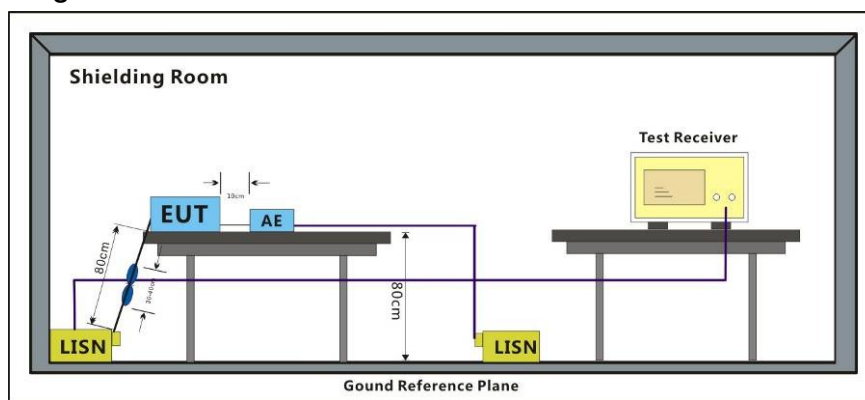 Shielding Room
Test Receiver
10cm
EUT
AE
80cm
80cm
LISN
LISN
Gound Reference Plane